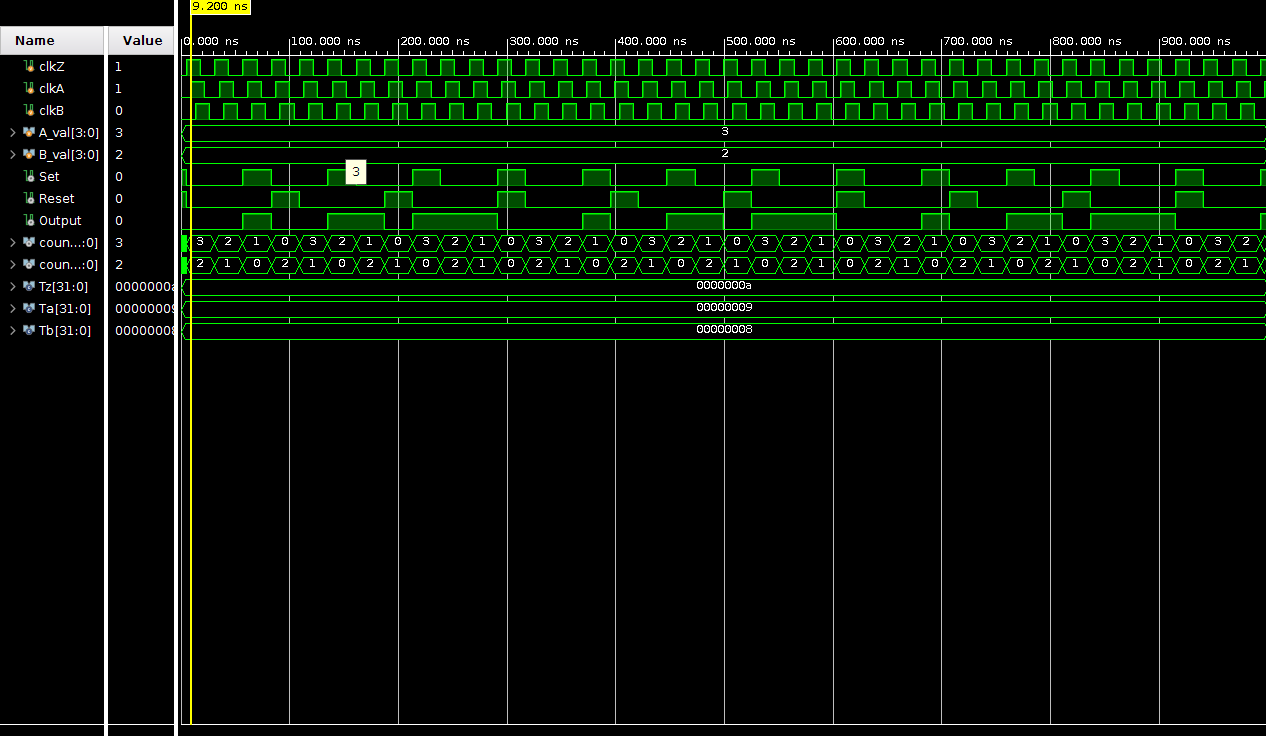 9.200 ns
Name Value 0.000 ns 100.000 ns 200.000 ns 300.000 ns 400.000 ns 500.000 ns 600.000 ns 700.000 ns 800.000 ns 900.000 ns
clkZ 1
clkA 1
clkB 0
A_val[3:0] 3 3
B_val[3:0] 2 2
Set 0 3
Reset 0
Output 0
coun...:0] 3 3 2 1 0 3 2 1 0 3 2 1 0 3 2 1 0 3 2 1 0 3 2 1 0 3 2 1 0 3 2 1 0 3 2 1 0 3 2
coun...:0] 2 2 1 0 2 1 0 2 1 0 2 1 0 2 1 0 2 1 0 2 1 0 2 1 0 2 1 0 2 1 0 2 1 0 2 1 0 2 1
Tz[31:0] 0000000a 0000000a
Ta[31:0] 00000009 00000009
Tb[31:0] 00000008 00000008